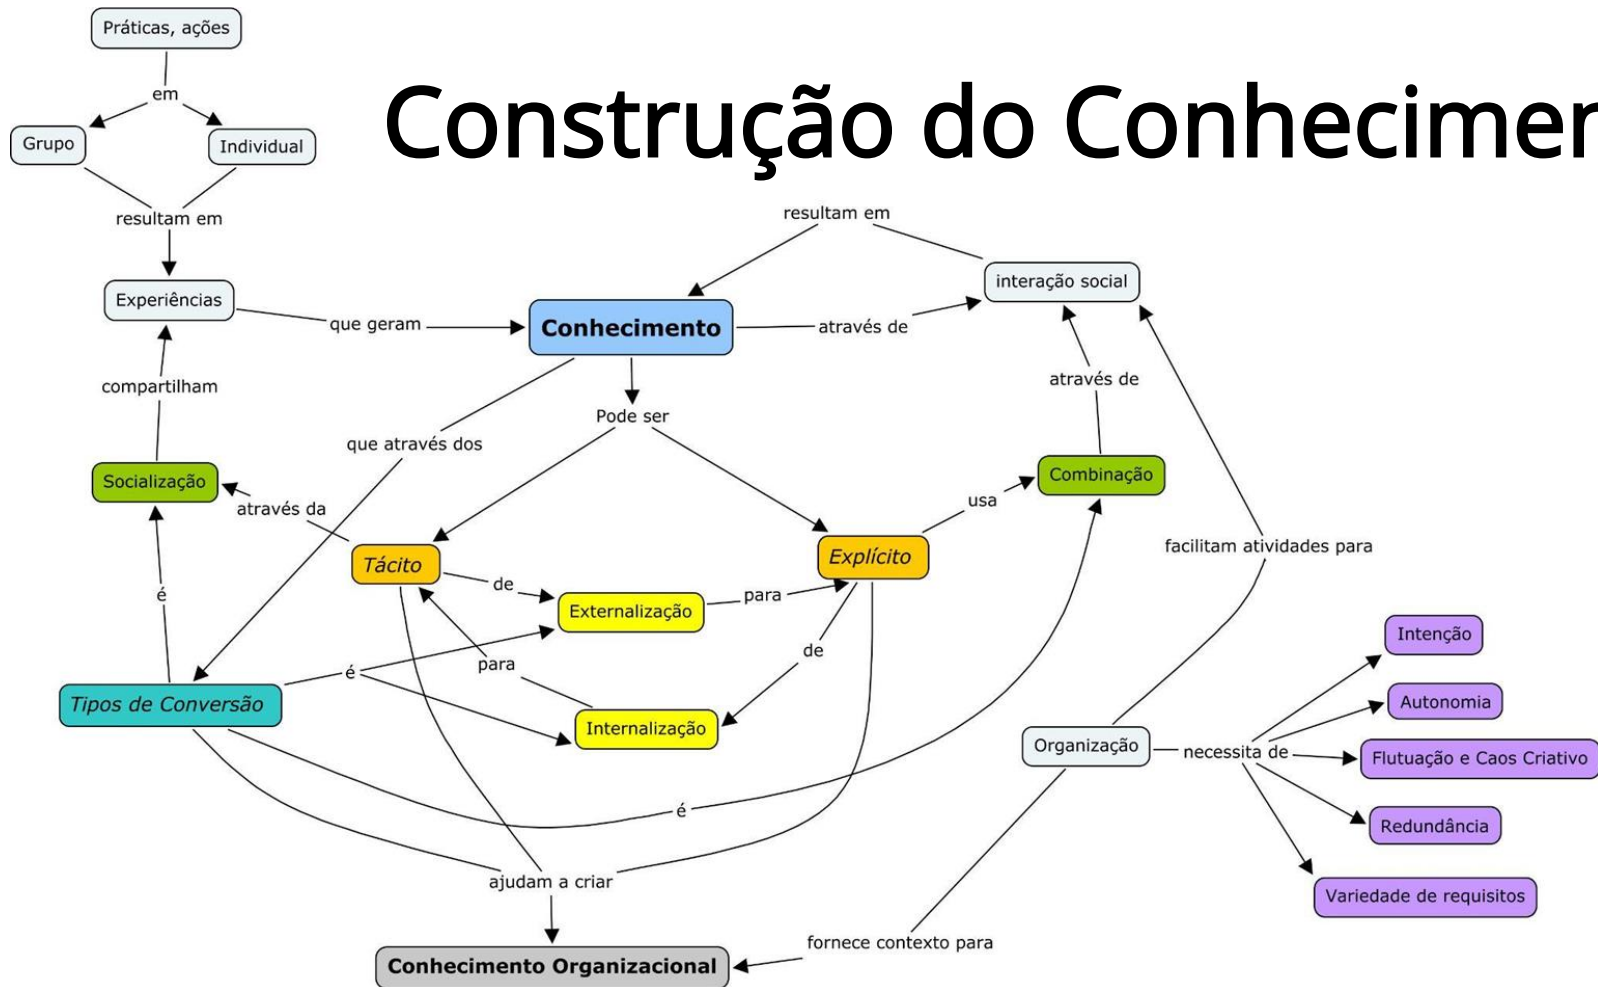 Práticas, ações
Construção do Conhecimen
em
Grupo
Individual
resultam em
resultam em
interação social
Experiências
que geram
Conhecimento
através de
compartilham
através de
Pode ser
que através dos
Socialização
Combinação
através da
usa
Tácito
Explícito
facilitam atividades para
de
Externalização
para
é
Intenção
de
para
é
Tipos de Conversão
Autonomia
Internalização
Organização
necessita de
Flutuação e Caos Criativo
é
Redundância
ajudam a criar
Variedade de requisitos
fornece contexto para
Conhecimento Organizacional